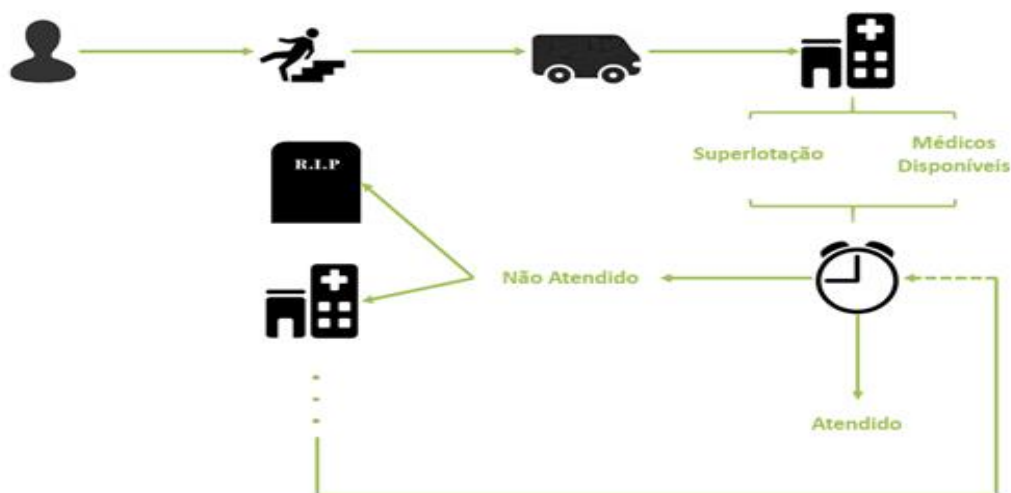 Superlotação
Médicos
Disponíveis
R.I.P
Não Atendido
Atendido